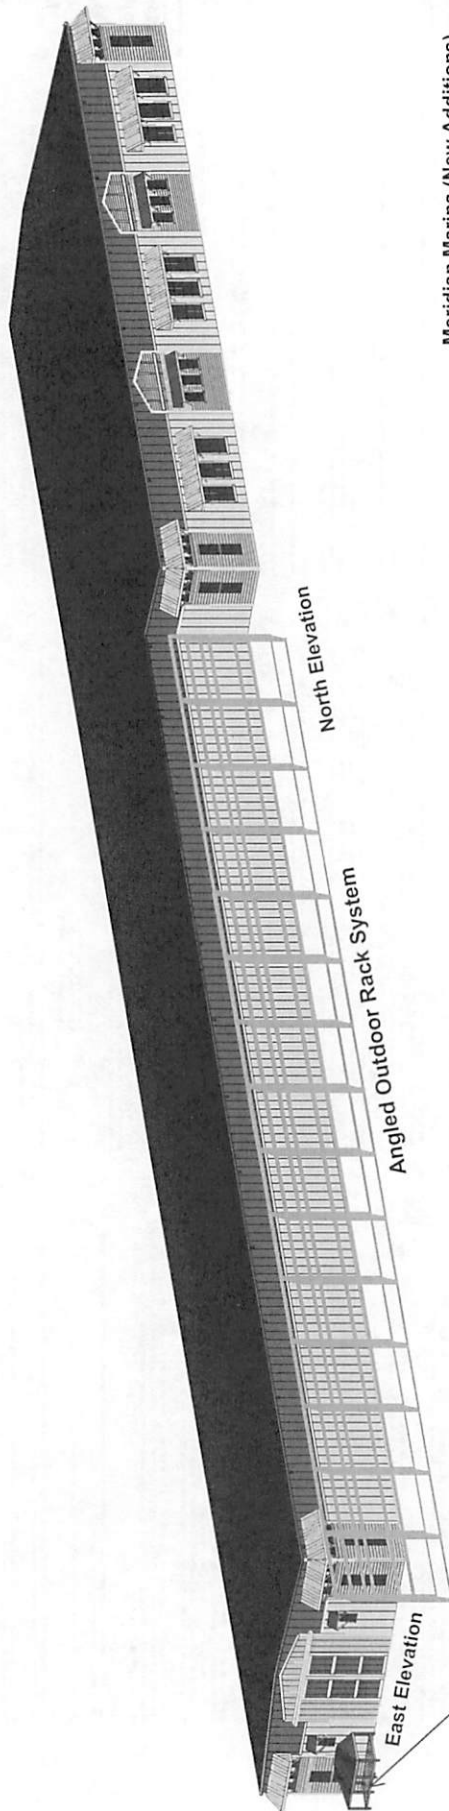 Meridian Marina (New Additions)
North Elevation
Angled Outdoor Rack System
East Elevation